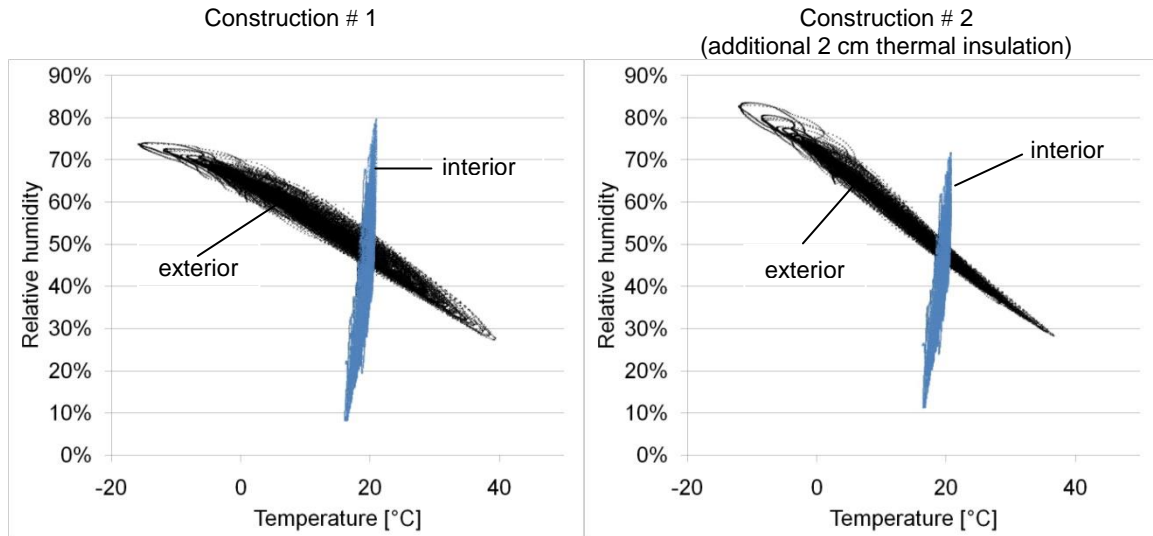 Construction # 1
90%
80%
70%
60%
50%
40%
30%
20%
10%
0%
Relative humidity
interior
exterior
-20
0
20
40
Temperature [°C]
Construction # 2
(additional 2 cm thermal insulation)
90%
80%
70%
60%
50%
40%
30%
20%
10%
0%
Relative humidity
interior
exterior
-20
0
20
40
Temperature [°C]